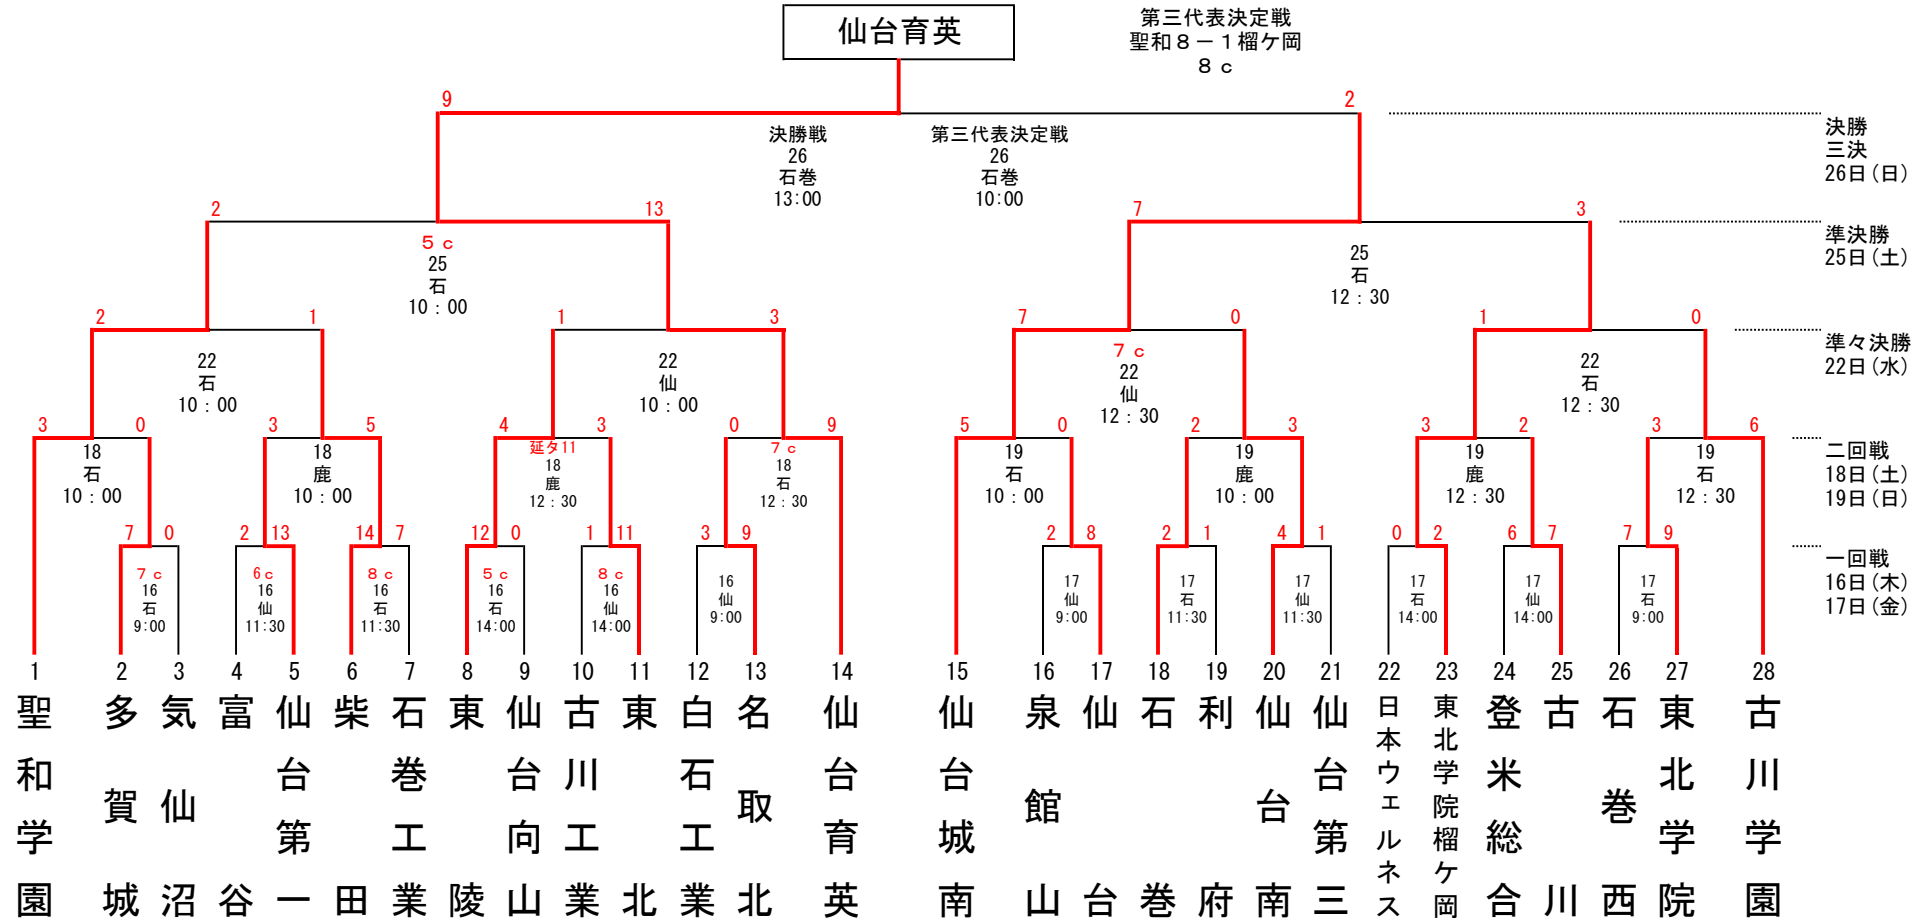 仙台育英
第三代表決定戦
聖和８－１榴ケ岡
８ｃ
9
2
決勝戦
26
石巻
13:00
第三代表決定戦
26
石巻
10:00
決勝
三決
26日(日)
2
13
7
3
５ｃ
25
石
10：00
25
石
12：30
準決勝
25日(土)
2
1
1
3
7
0
1
0
22
石
10：00
22
仙
10：00
７ｃ
22
仙
12：30
22
石
12：30
準々決勝
22日(水)
3
0
3
5
4
3
0
9
5
0
2
3
3
2
3
6
18
石
10：00
18
鹿
10：00
延タ11
18
鹿
12：30
７ｃ
18
石
12：30
19
石
10：00
19
鹿
10：00
19
鹿
12：30
19
石
12：30
二回戦
18日(土)
19日(日)
7
0
2
13
14
7
12
0
1
11
3
9
2
8
2
1
4
1
0
2
6
7
7
9
７ｃ
16
石
9:00
6ｃ
16
仙
11:30
８ｃ
16
石
11:30
５ｃ
16
石
14:00
８ｃ
16
仙
14:00
16
仙
9:00
17
仙
9:00
17
石
11:30
17
仙
11:30
17
石
14:00
17
仙
14:00
17
石
9:00
一回戦
16日(木)
17日(金)
1
2
3
4
5
6
7
8
9
10
11
12
13
14
15
16
17
18
19
20
21
22
23
24
25
26
27
28
聖和学園
多賀城
気仙沼
富谷
仙台第一
柴田
石巻工業
東陵
仙台向山
古川工業
東北
白石工業
名取北
仙台育英
仙台城南
泉館山
仙台
石巻
利府
仙台南
仙台第三
日本ウェルネス
東北学院榴ケ岡
登米総合
古川
石巻西
東北学院
古川学園